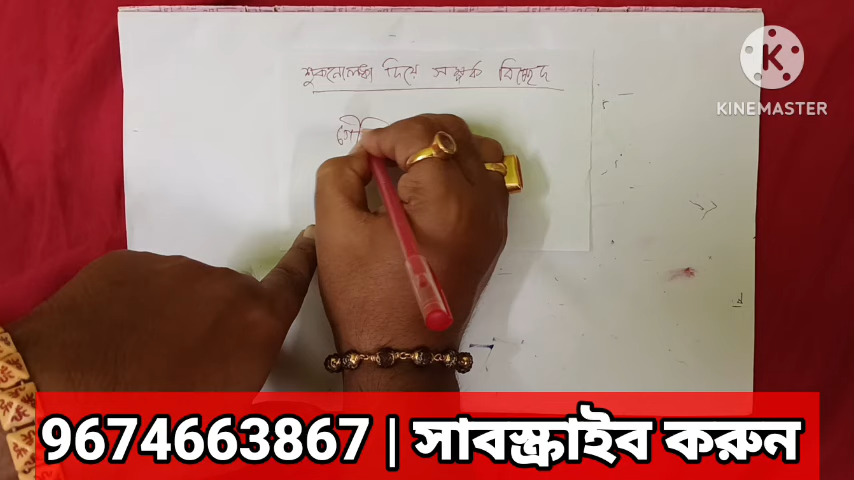 শুকনোলঙ্কা দিয়ে সম্পর্ক বিচ্ছেদ
K
KINEMASTER
9674663867 | সাবস্ক্রাইব করুন